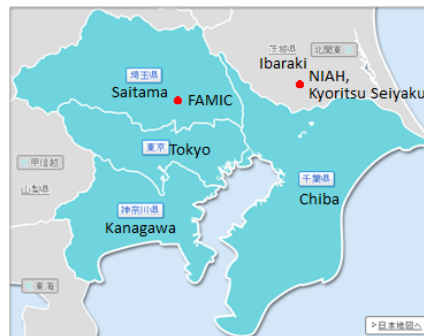 茨城県
北関東
Ibaraki
NIAH,
Kyoritsu Seiyaku
埼玉県
Saitama
FAMIC
東京
Tokyo
甲信越
山梨県
千葉県
Chiba
神奈川県
Kanagawa
東海
>日本地図へ